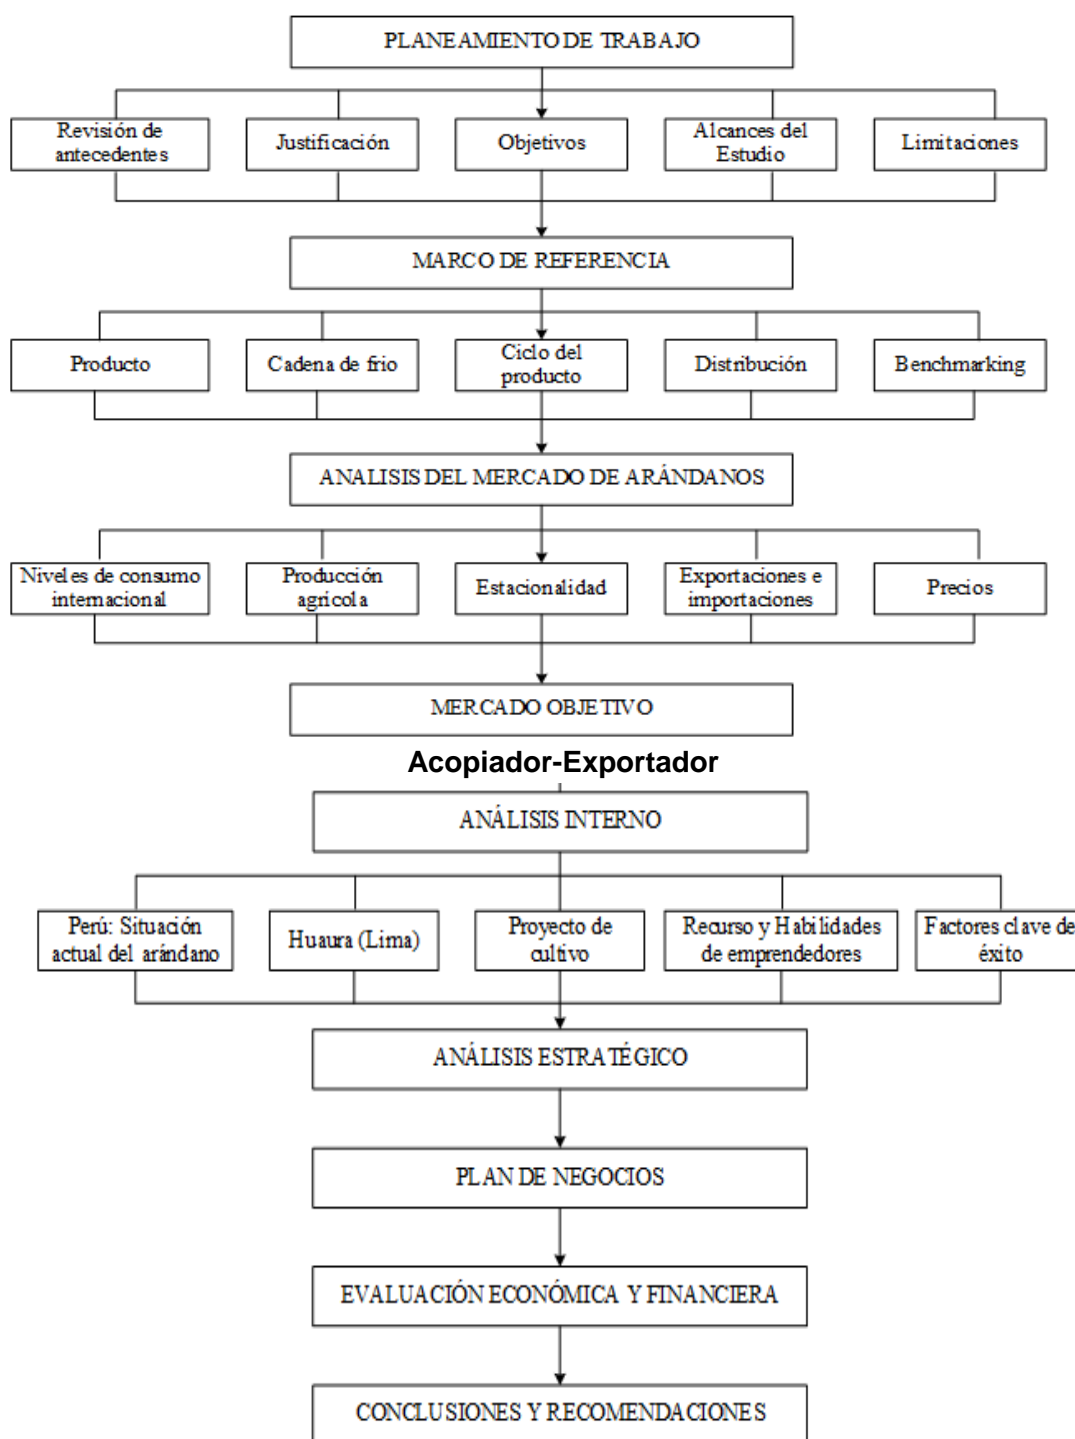 PLANEAMIENTO DE TRABAJO
Revisión de
antecedentes
Justificación
Objetivos
Alcances del
Estudio
Limitaciones
MARCO DE REFERENCIA
Producto
Cadena de frio
Ciclo del
producto
Distribución
Benchmarking
ANALISIS DEL MERCADO DE ARÁNDANOS
Niveles de consumo
internacional
Producción
agrícola
Estacionalidad
Exportaciones e
importaciones
Precios
MERCADO OBJETIVO
Acopiador-Exportador
ANÁLISIS INTERNO
Perú: Situación
actual del arándano
Huaura (Lima)
Proyecto de
cultivo
Recurso y Habilidades
de emprendedores
Factores clave de
éxito
ANÁLISIS ESTRATÉGICO
PLAN DE NEGOCIOS
EVALUACIÓN ECONÓMICA Y FINANCIERA
CONCLUSIONES Y RECOMENDACIONES